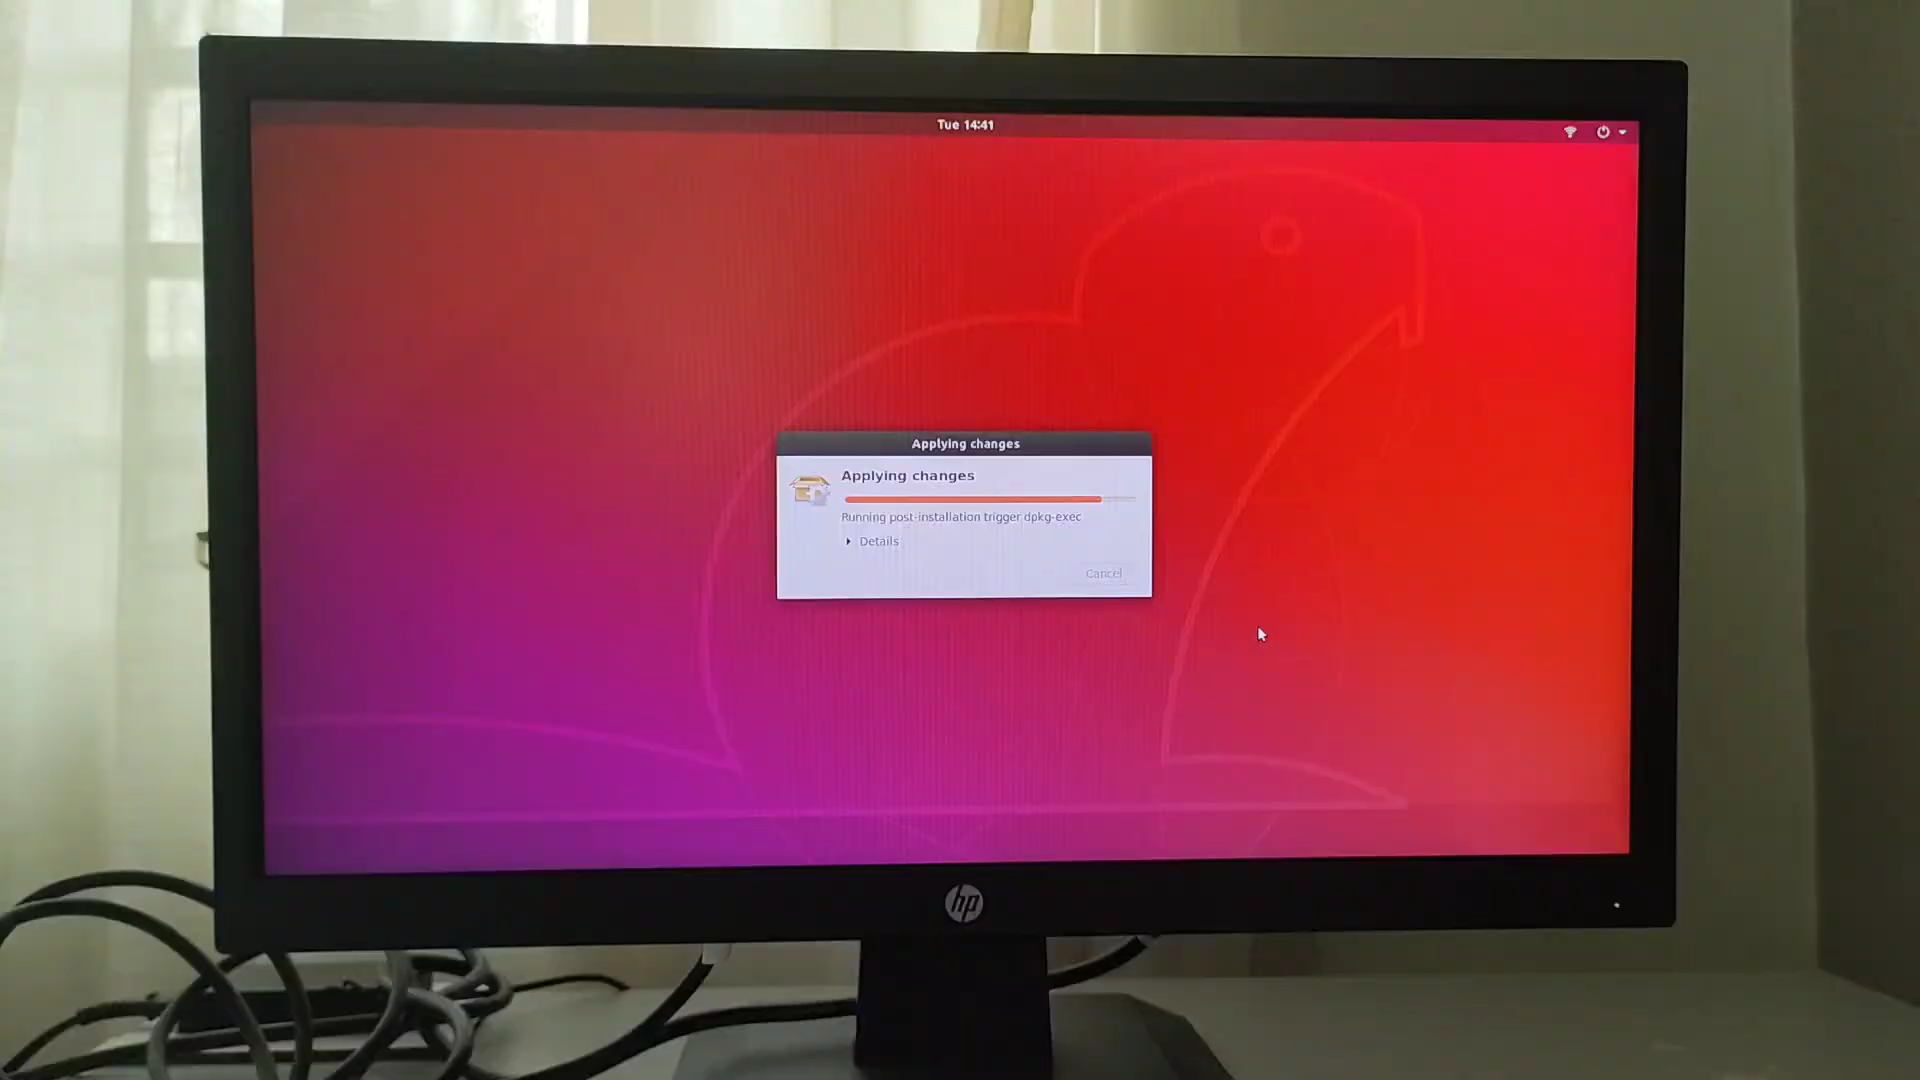 Tue 14:41
Applying changes
Applying changes
Running post-installation trigger dpkg-exec
Details
Cancel
hp